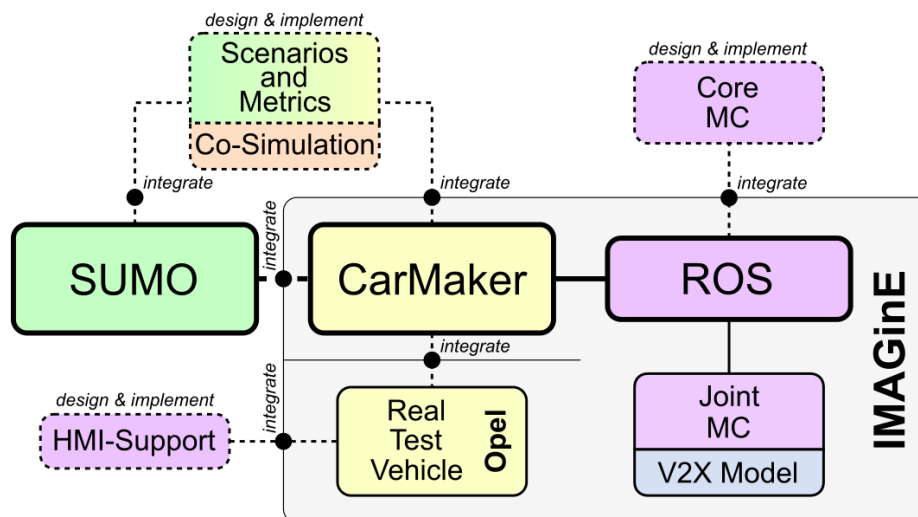 design & implement
Scenarios
and
Metrics
Co-Simulation
design & implement
Core
MC
integrate
integrate
integrate
SUMO
integrate
CarMaker
ROS
IMAGinE
integrate
design & implement
HMI-Support
integrate
Real
Test
Vehicle
Opel
Joint
MC
V2X Model